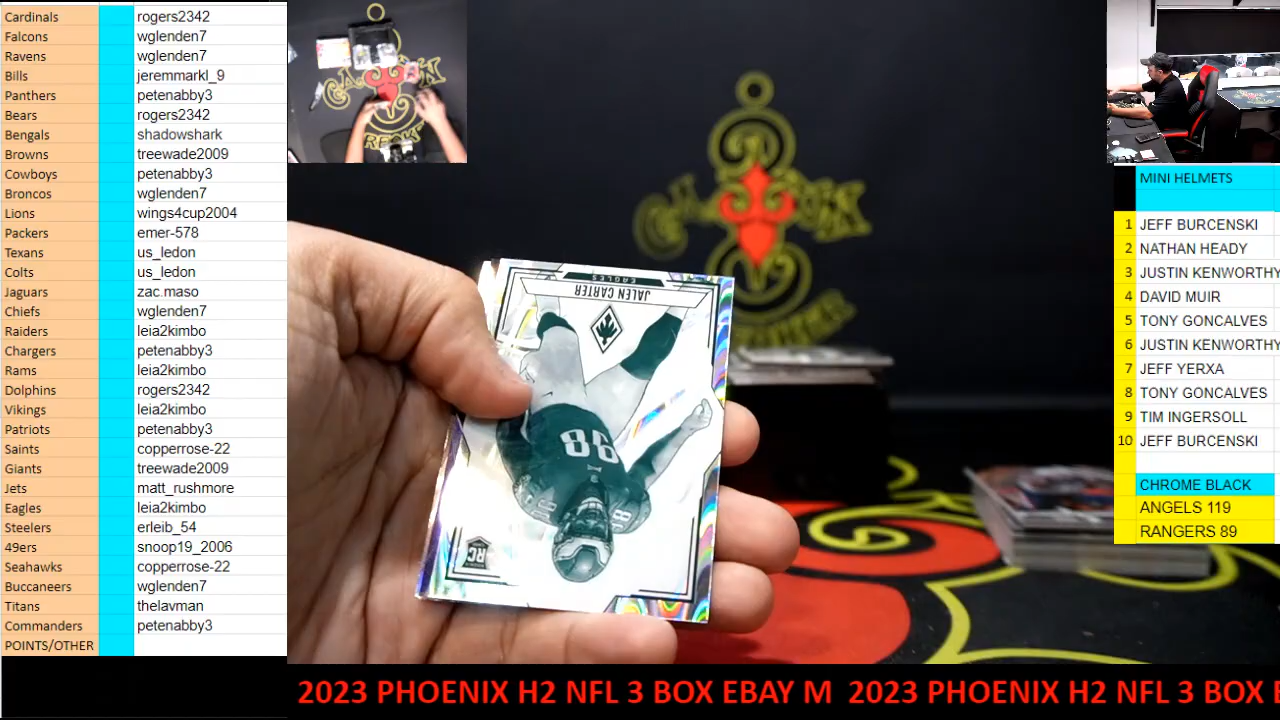 Cardinals rogers2342
Falcons wglenden7
Ravens wglenden7
Bills jeremmarkl_9
Panthers petenabby3
Bears rogers2342
Bengals shadowshark
Browns treewade2009
Cowboys petenabby3
Broncos wglenden7
Lions wings4cup2004
Packers emer-578
Texans us_ledon
Colts us_ledon
Jaguars zac.maso
Chiefs wglenden7
Raiders leia2kimbo
Chargers petenabby3
Rams leia2kimbo
Dolphins rogers2342
Vikings leia2kimbo
Patriots petenabby3
Saints copperrose-22
Giants treewade2009
Jets matt_rushmore
Eagles leia2kimbo
Steelers erleib_54
49ers snoop19_2006
Seahawks copperrose-22
Buccaneers wglenden7
Titans thelavman
Commanders petenabby3
POINTS/OTHER
EAGLES
JALEN CARTER
98
98
RC
MINI HELMETS
1 JEFF BURCENSKI
2 NATHAN HEADY
3 JUSTIN KENWORTHY
4 DAVID MUIR
5 TONY GONCALVES
6 JUSTIN KENWORTHY
7 JEFF YERXA
8 TONY GONCALVES
9 TIM INGERSOLL
10 JEFF BURCENSKI
CHROME BLACK
ANGELS 119
RANGERS 89
2023 PHOENIX H2 NFL 3 BOX EBAY M 2023 PHOENIX H2 NFL 3 BOX E